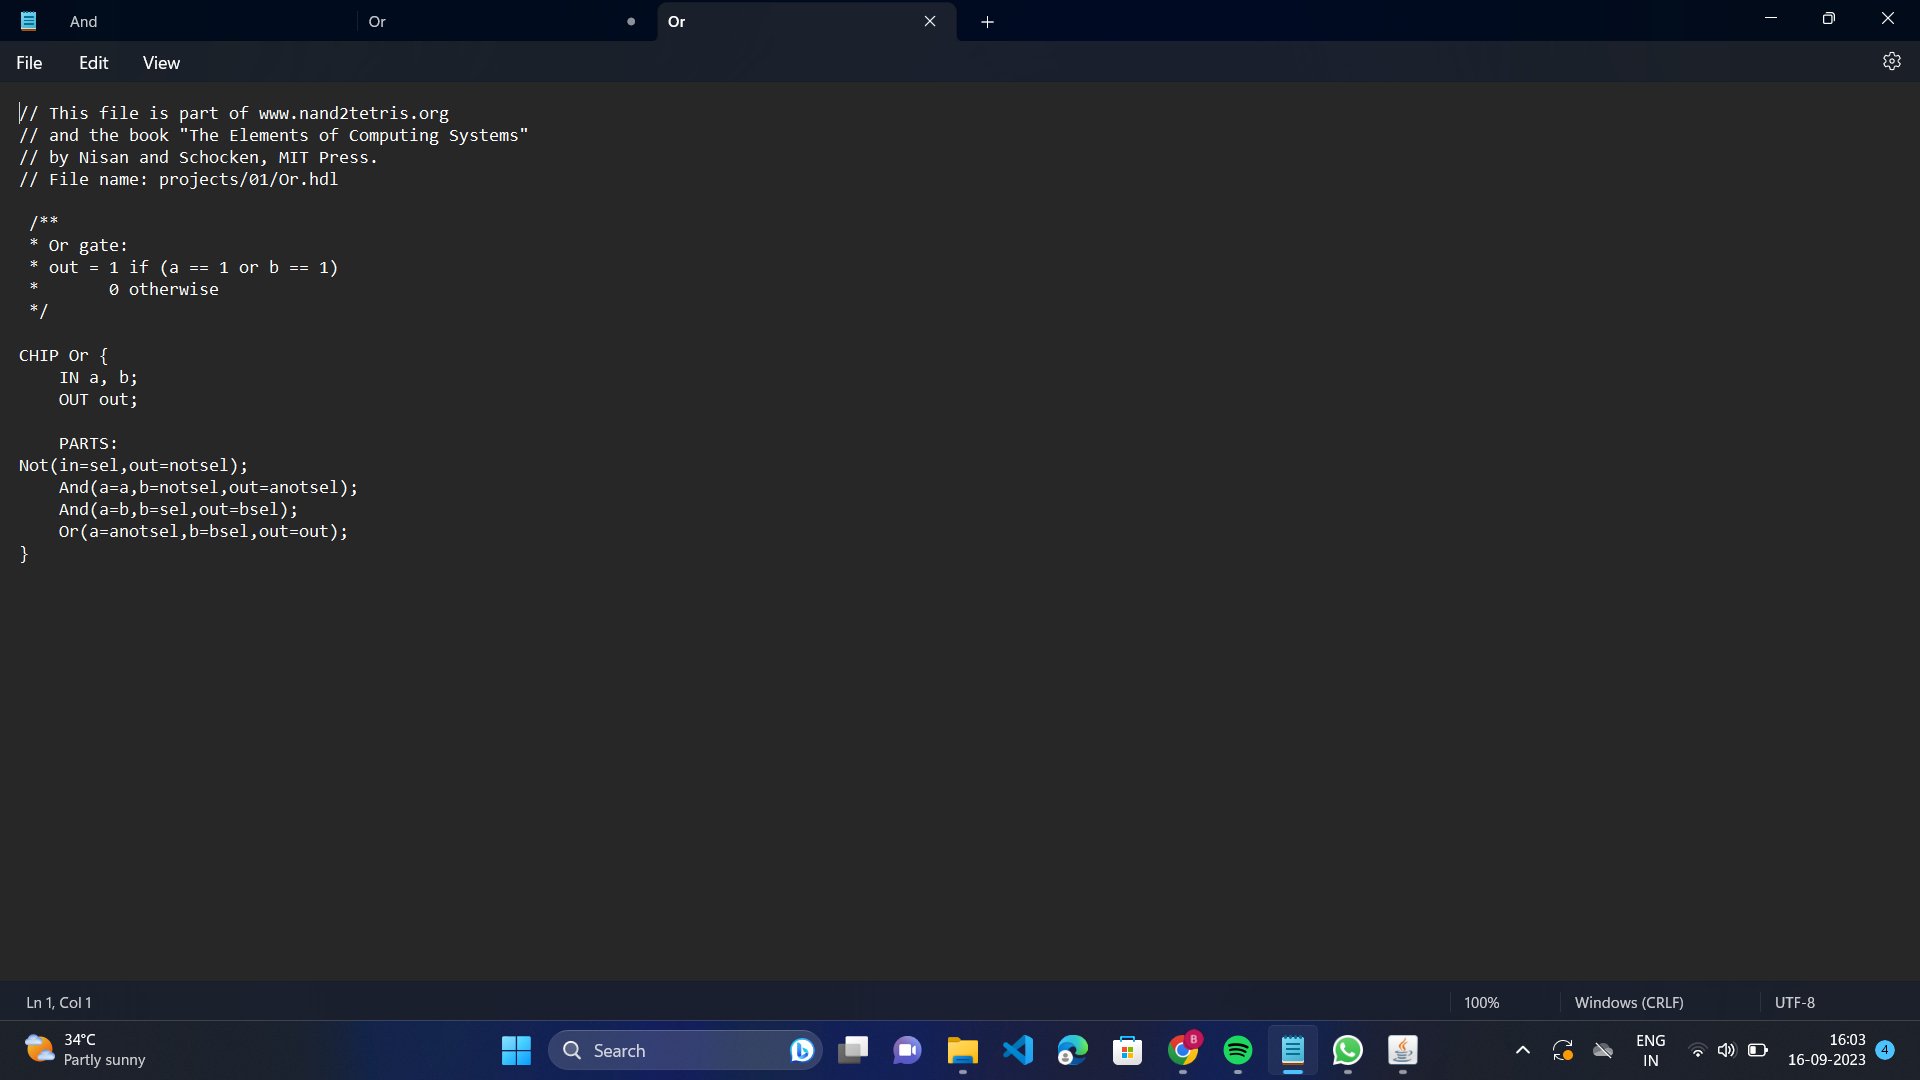 And
Or
Or
File Edit View
// This file is part of www.nand2tetris.org
// and the book "The Elements of Computing Systems"
// by Nisan and Schocken, MIT Press.
// File name: projects/01/Or.hdl
/**
* Or gate:
* out = 1 if (a == 1 or b == 1)
*       0 otherwise
*/
CHIP Or {
    IN a, b;
    OUT out;
    PARTS:
Not(in=sel,out=notsel);
    And(a=a,b=notsel,out=anotsel);
    And(a=b,b=sel,out=bsel);
    Or(a=anotsel,b=bsel,out=out);
}
Ln 1, Col 1
100%
Windows (CRLF)
UTF-8
34°C
Partly sunny
Search
B
ENG
IN
16:03
16-09-2023
4